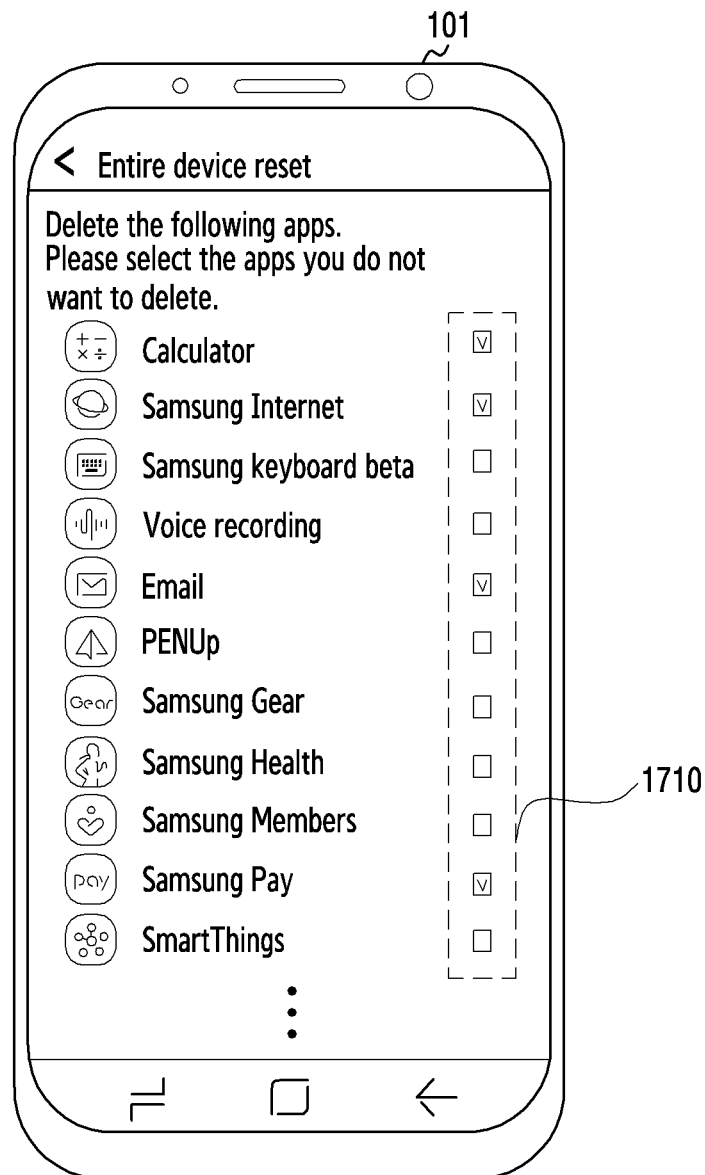 101
< Entire device reset
Delete the following apps.
Please select the apps you do not
want to delete.
Calculator
Samsung Internet
Samsung keyboard beta
Voice recording
Email
PENUp
Gear Samsung Gear
Samsung Health
1710
Samsung Members
pay Samsung Pay
SmartThings